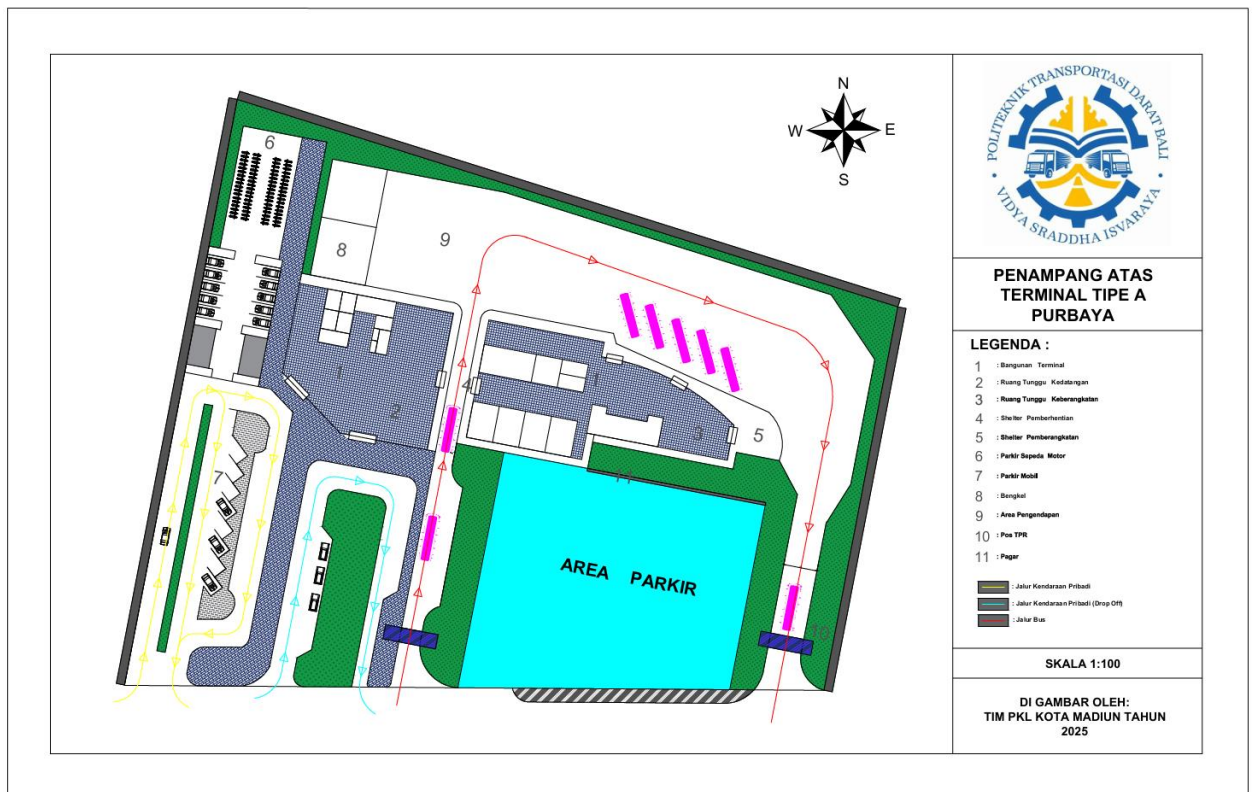 N
W
E
S
6
8
9
1
2
4
1
3
5
7
11
10
AREA PARKIR
POLITEKNIK TRANSPORTASI DARAT BALI
VIDYA SRADDHA ISVARAYA
PENAMPANG ATAS
TERMINAL TIPE A
PURBAYA
LEGENDA :
1 : Bangunan Terminal
2 : Ruang Tunggu Kedatangan
3 : Ruang Tunggu Keberangkatan
4 : Shelter Pemberhentian
5 : Shelter Pemberangkatan
6 : Parkir Sapeda Motor
7 : Parkir Mobil
8 : Bengkel
9 : Area Pengendapan
10 : Pos TPR
11 : Pagar
: Jalur Kendaraan Pribadi
: Jalur Kendaraan Pribadi (Drop Off)
: Jalur Bus
SKALA 1:100
DI GAMBAR OLEH:
TIM PKL KOTA MADIUN TAHUN
2025